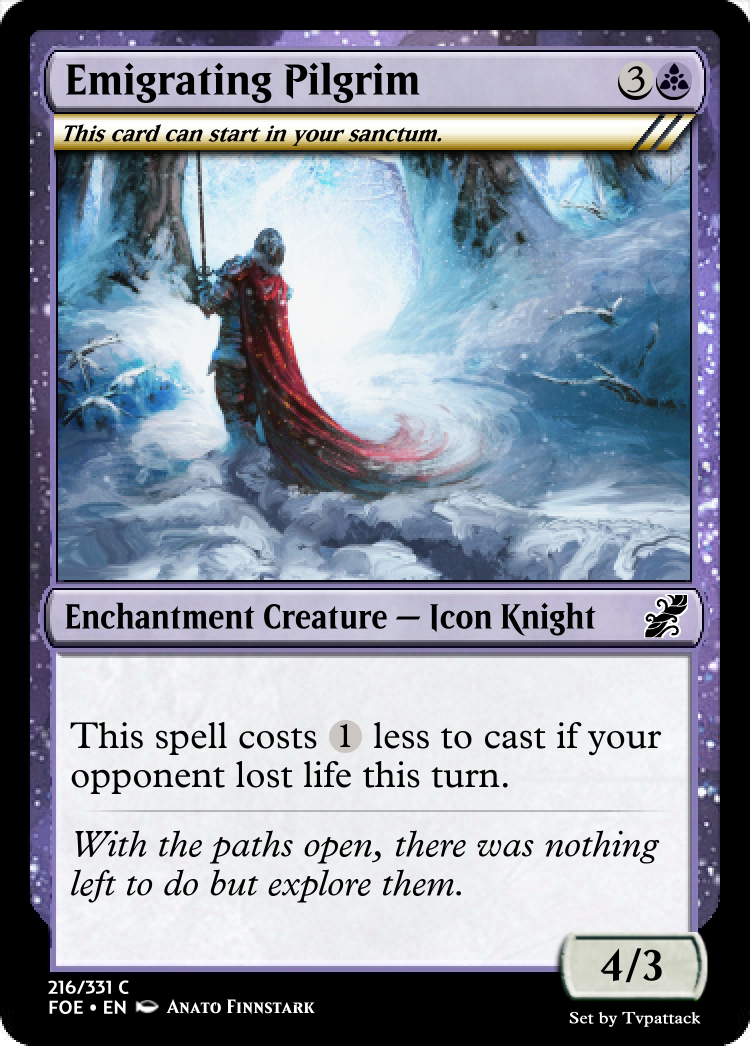 Emigrating Pilgrim 3
This card can start in your sanctum.
Enchantment Creature — Icon Knight
This spell costs 1 less to cast if your
opponent lost life this turn.
With the paths open, there was nothing
left to do but explore them.
4/3
216/331 C
FOE • EN Anato Finnstark
Set by Tvpattack